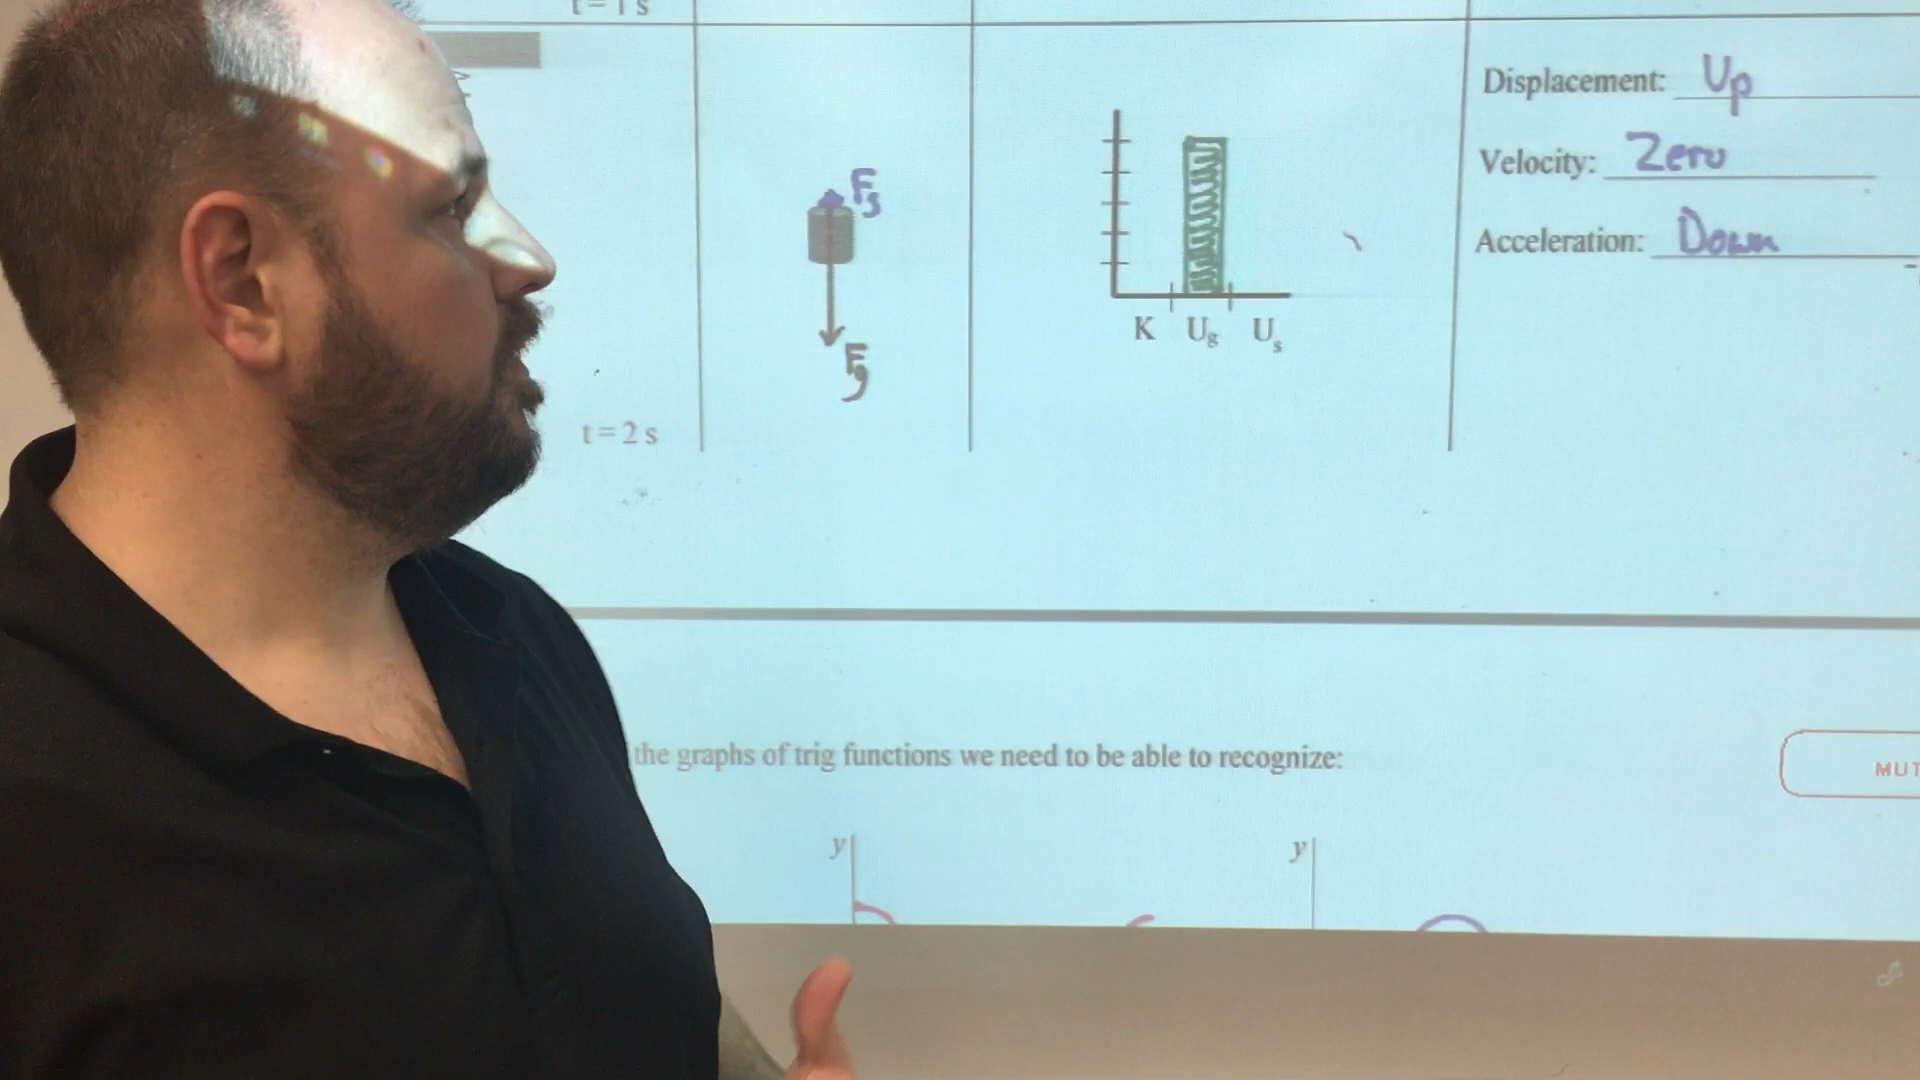 t = 1 s
Displacement: Up
Velocity: Zero
Acceleration: Down
Fs
Fg
K Ug Us
t = 2 s
the graphs of trig functions we need to be able to recognize:
MUT
y
y